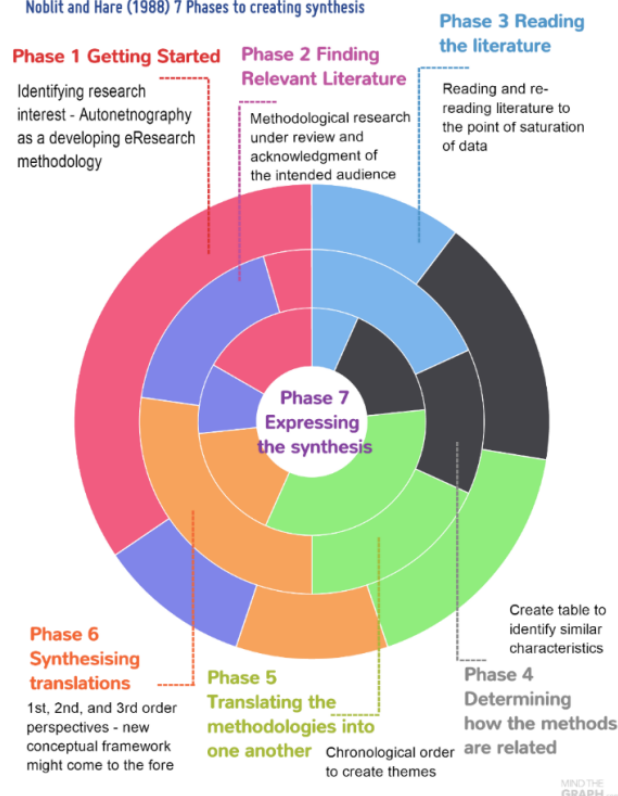 Noblit and Hare (1988) 7 Phases to creating synthesis
Phase 1 Getting Started
Identifying research
interest - Autonetnography
as a developing eResearch
methodology
Phase 2 Finding
Relevant Literature
Methodological research
under review and
acknowledgment of
the intended audience
Phase 3 Reading
the literature
Reading and re-
reading literature to
the point of saturation
of data
Phase 7
Expressing
the synthesis
Create table to
identify similar
characteristics
Phase 4
Determining
how the methods
are related
Phase 5
Translating the
methodologies into
one another
Chronological order
to create themes
Phase 6
Synthesising
translations
1st, 2nd, and 3rd order
perspectives - new
conceptual framework
might come to the fore
MIND THE
GRAPH